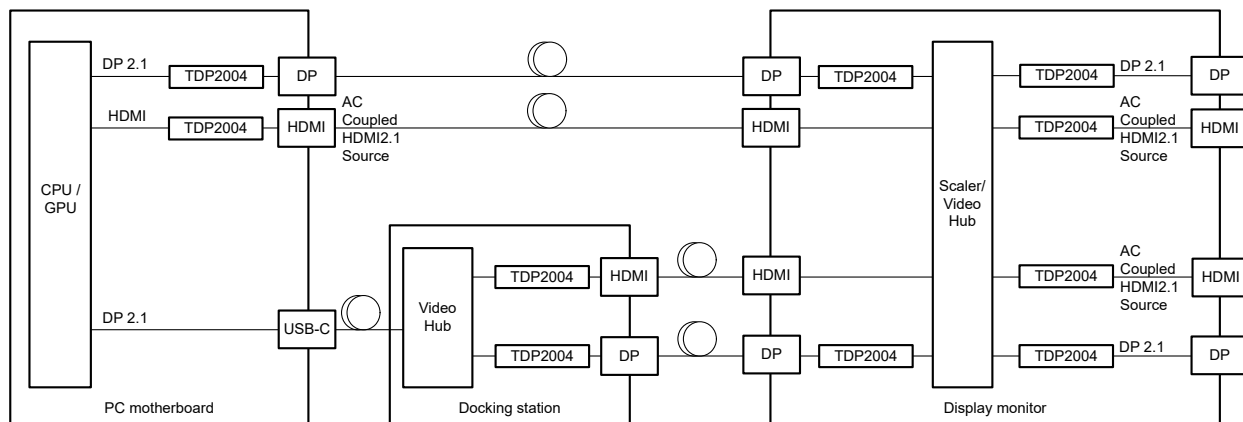 DP 2.1
TDP2004
DP
HDMI
TDP2004
HDMI
AC
Coupled
HDMI2.1
Source
CPU /
GPU
DP 2.1
USB-C
PC motherboard
Video
Hub
TDP2004
HDMI
TDP2004
DP
Docking station
DP
TDP2004
HDMI
HDMI
DP
TDP2004
Scaler/
Video
Hub
TDP2004
DP 2.1
DP
TDP2004
AC
Coupled
HDMI2.1
Source
HDMI
TDP2004
AC
Coupled
HDMI2.1
Source
HDMI
TDP2004
DP 2.1
DP
Display monitor